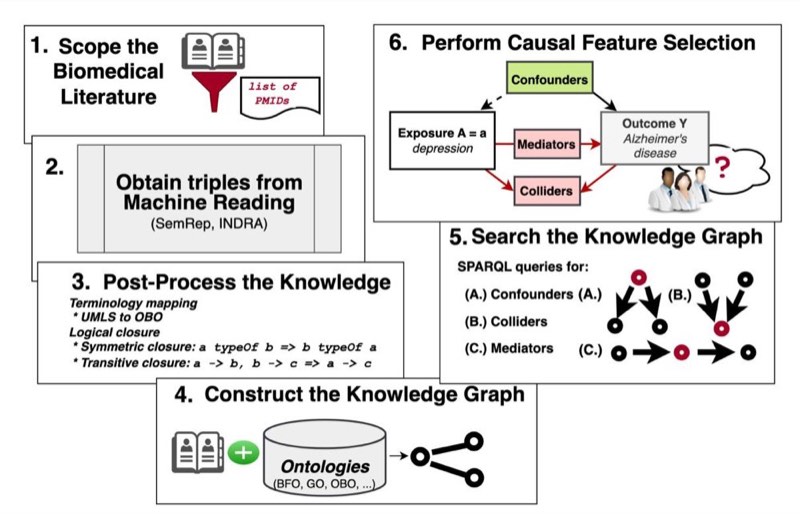 1. Scope the
Biomedical
Literature
list of
PMIDs
2.
Obtain triples from
Machine Reading
(SemRep, INDRA)
3. Post-Process the Knowledge
Terminology mapping
* UMLS to OBO
Logical closure
* Symmetric closure: a typeOf b => b typeOf a
* Transitive closure: a -> b, b -> c => a -> c
4. Construct the Knowledge Graph
+
Ontologies
(BFO, GO, OBO, ...)
5. Search the Knowledge Graph
SPARQL queries for:
(A.) Confounders (A.)
(B.)
(B.) Colliders
(C.) Mediators (C.)
6. Perform Causal Feature Selection
Confounders
Exposure A = a
depression
Mediators
Outcome Y
Alzheimer's
disease
Colliders
?